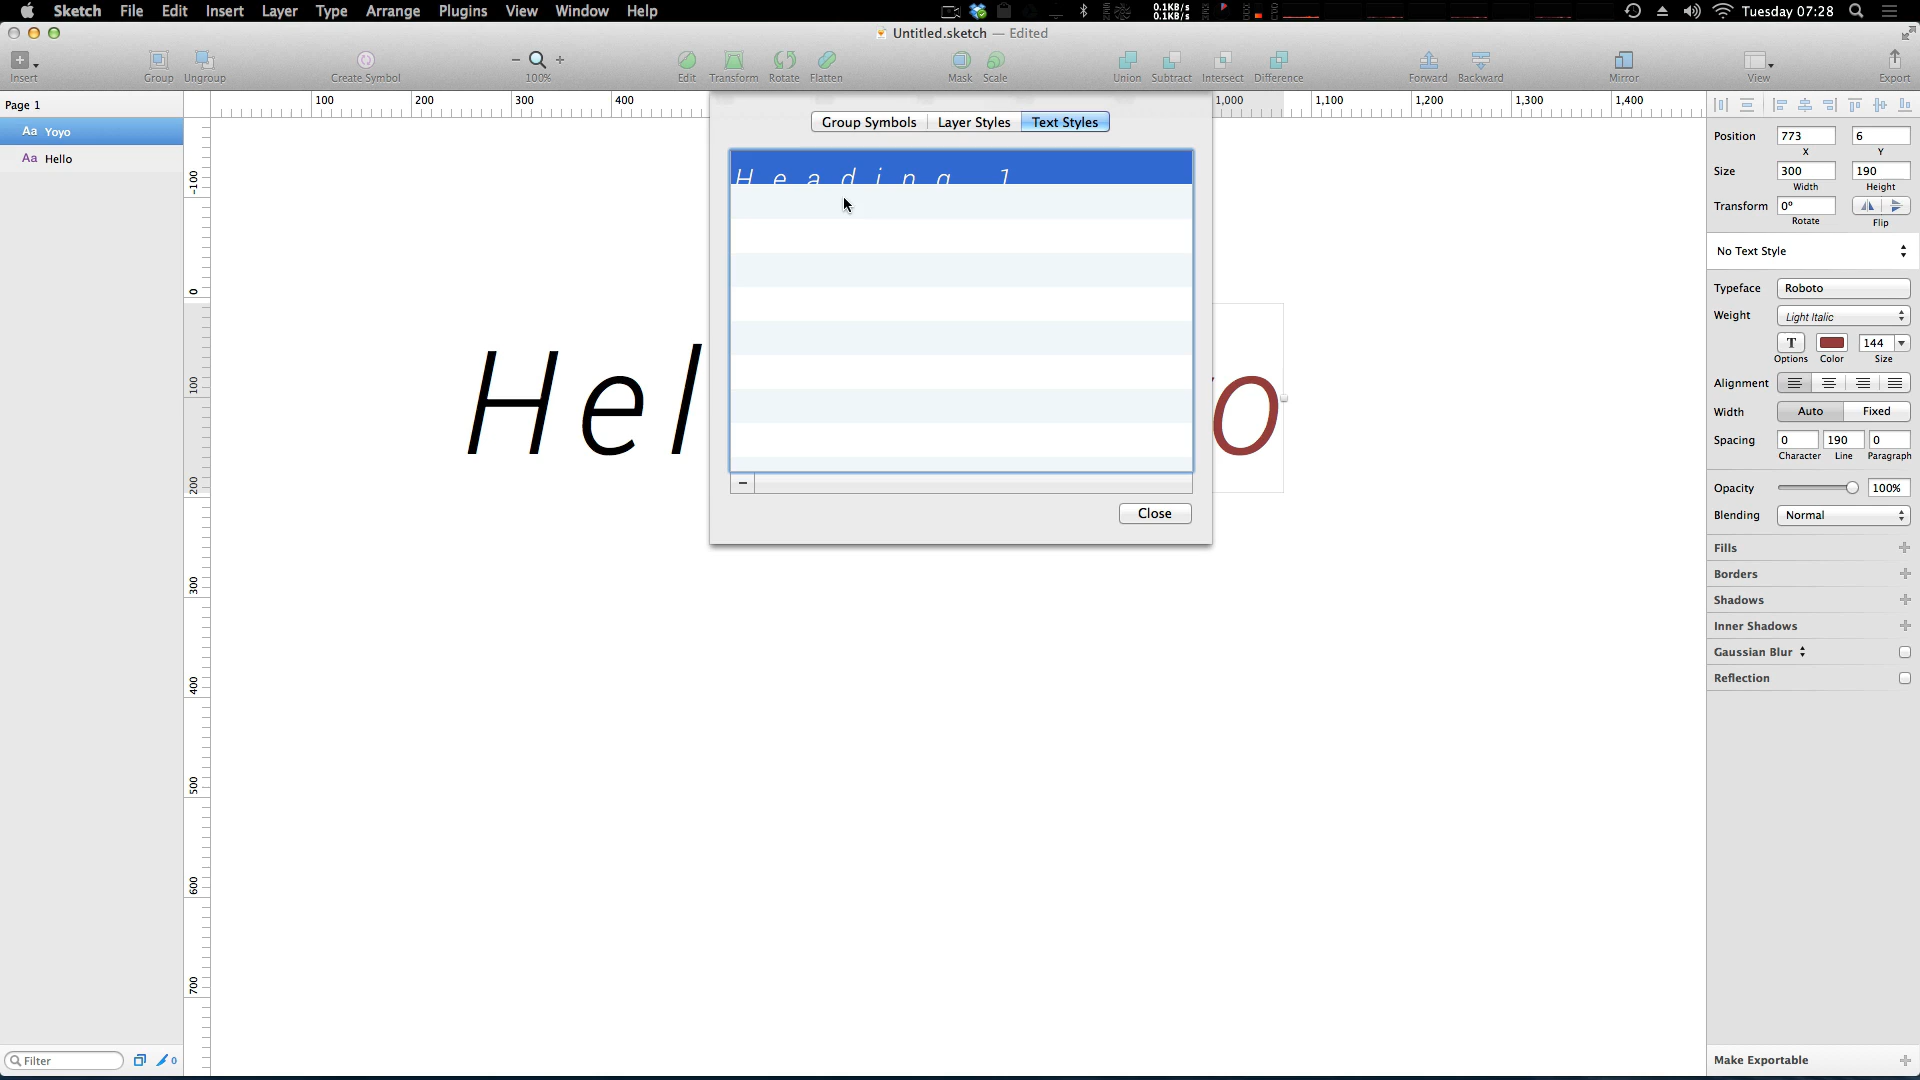 Sketch File Edit Insert Layer Type Arrange Plugins View Window Help
0.1KB/s
0.1KB/s
Tuesday 07:28
Untitled.sketch — Edited
Insert Group Ungroup Create Symbol 100% Edit Transform Rotate Flatten Mask Scale Union Subtract Intersect Difference Forward Backward Mirror View Export
Page 1
100 200 300 400 1,000 1,100 1,200 1,300 1,400
Aa Yoyo
Aa Hello
-100
0
100
200
300
400
500
600
700
Group Symbols Layer Styles Text Styles
Heading 1
Hel
o
−
Close
Position 773 6
X Y
Size 300 190
Width Height
Transform 0°
Rotate Flip
No Text Style
Typeface Roboto
Weight Light Italic
T 144
Options Color Size
Alignment
Width Auto Fixed
Spacing 0 190 0
Character Line Paragraph
Opacity 100%
Blending Normal
Fills
Borders
Shadows
Inner Shadows
Gaussian Blur
Reflection
Filter 0
Make Exportable